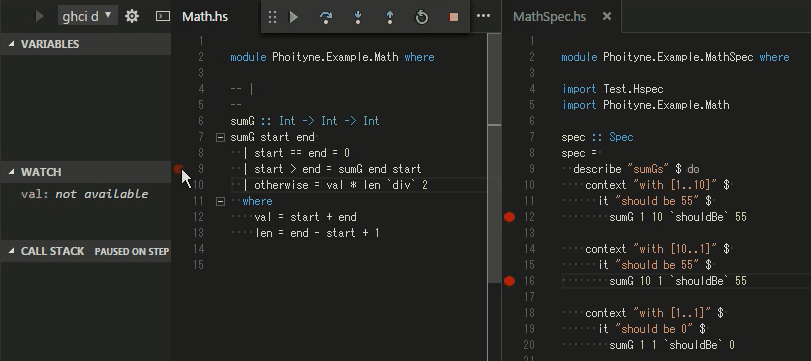 ghci d
Math.hs
MathSpec.hs
VARIABLES
WATCH
val: not available
CALL STACK PAUSED ON STEP
1
2 module Phoityne.Example.Math where
3
4 -- |
5 --
6 sumG :: Int -> Int -> Int
7 sumG start end
8 | start == end = 0
9 | start > end = sumG end start
10 | otherwise = val * len `div` 2
11 where
12 val = start + end
13 len = end - start + 1
14
15
1
2 module Phoityne.Example.MathSpec where
3
4 import Test.Hspec
5 import Phoityne.Example.Math
6
7 spec :: Spec
8 spec =
9 describe "sumGs" $ do
10 context "with [1..10]" $
11 it "should be 55" $
12 sumG 1 10 `shouldBe` 55
13
14 context "with [10..1]" $
15 it "should be 55" $
16 sumG 10 1 `shouldBe` 55
17
18 context "with [1..1]" $
19 it "should be 0" $
20 sumG 1 1 `shouldBe` 0